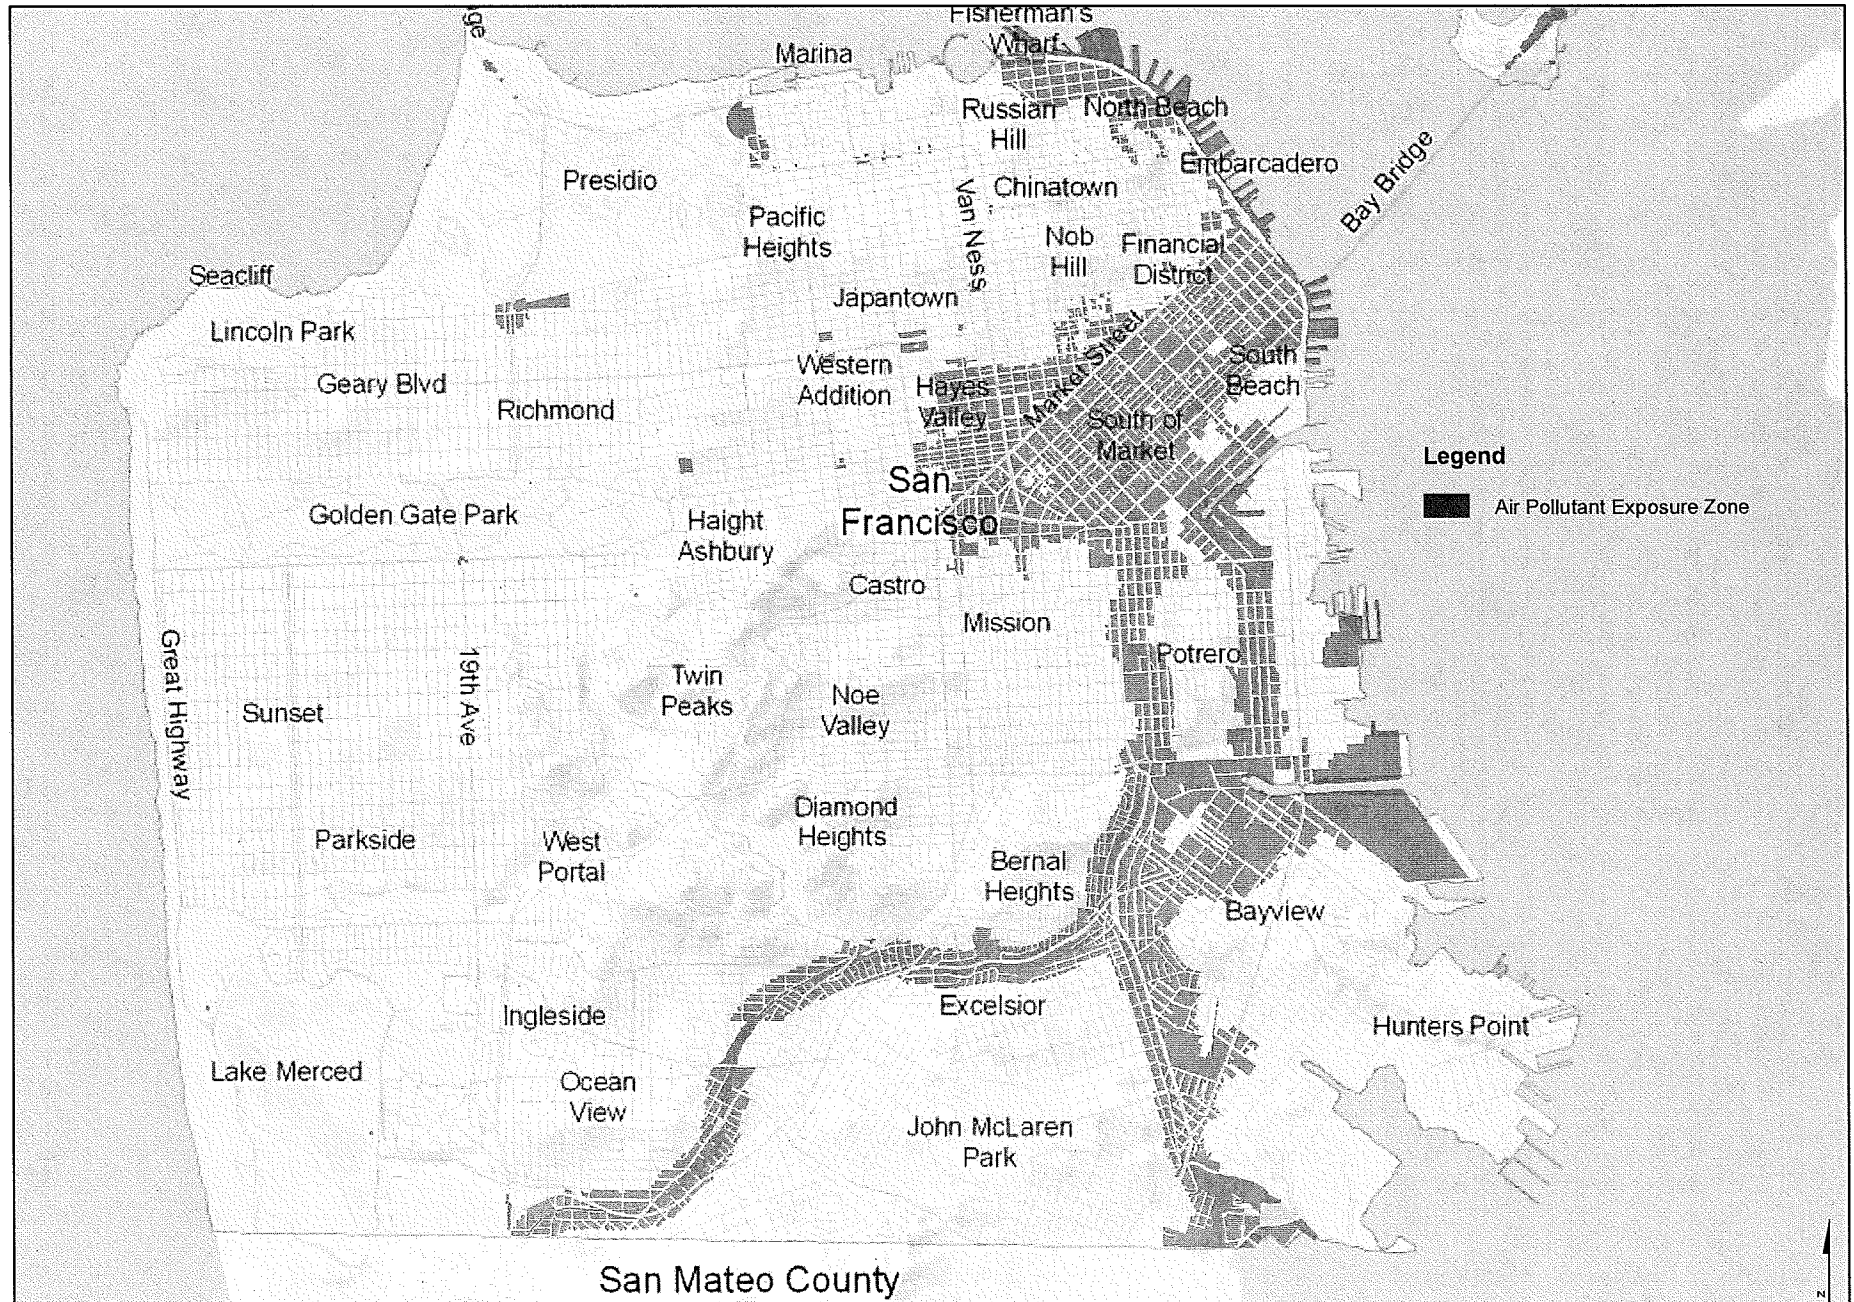 ge
Fisherman's
Wharf
Marina
Russian
Hill
North Beach
Embarcadero
Bay Bridge
Presidio
Chinatown
Van Ness
Pacific
Heights
Nob
Hill
Financial
District
Seacliff
Japantown
Lincoln Park
Market Street
South
Beach
Western
Addition
Geary Blvd
Hayes
Valley
Richmond
South of
Market
Legend
Air Pollutant Exposure Zone
San
Francisco
Golden Gate Park
Haight
Ashbury
Castro
Mission
Great Highway
19th Ave
Potrero
Twin
Peaks
Noe
Valley
Sunset
Diamond
Heights
Parkside
West
Portal
Bernal
Heights
Bayview
Ingleside
Excelsior
Hunters Point
Lake Merced
Ocean
View
John McLaren
Park
San Mateo County
N